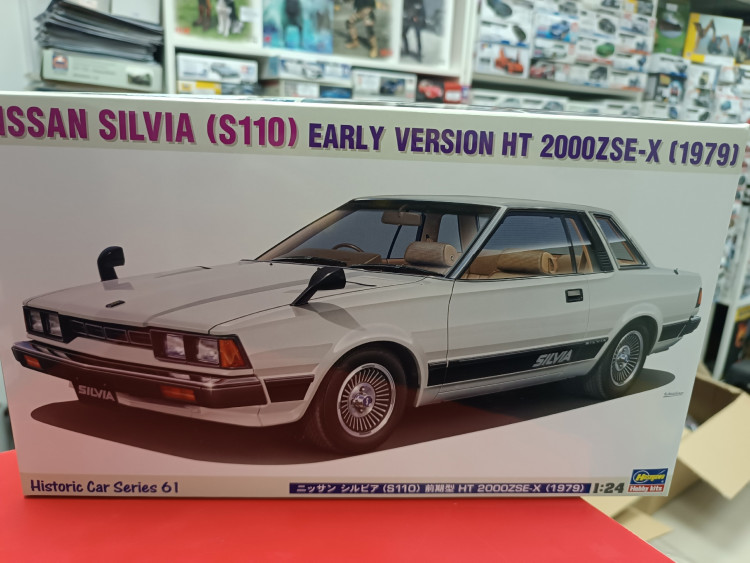 ISSAN SILVIA (S110) EARLY VERSION HT 2000ZSE-X (1979)
SILVIA
SILVIA
Historic Car Series 61
ニッサン シルビア (S110) 前期型 HT 2000ZSE-X (1979) 1:24
Hasegawa
Hobby kits